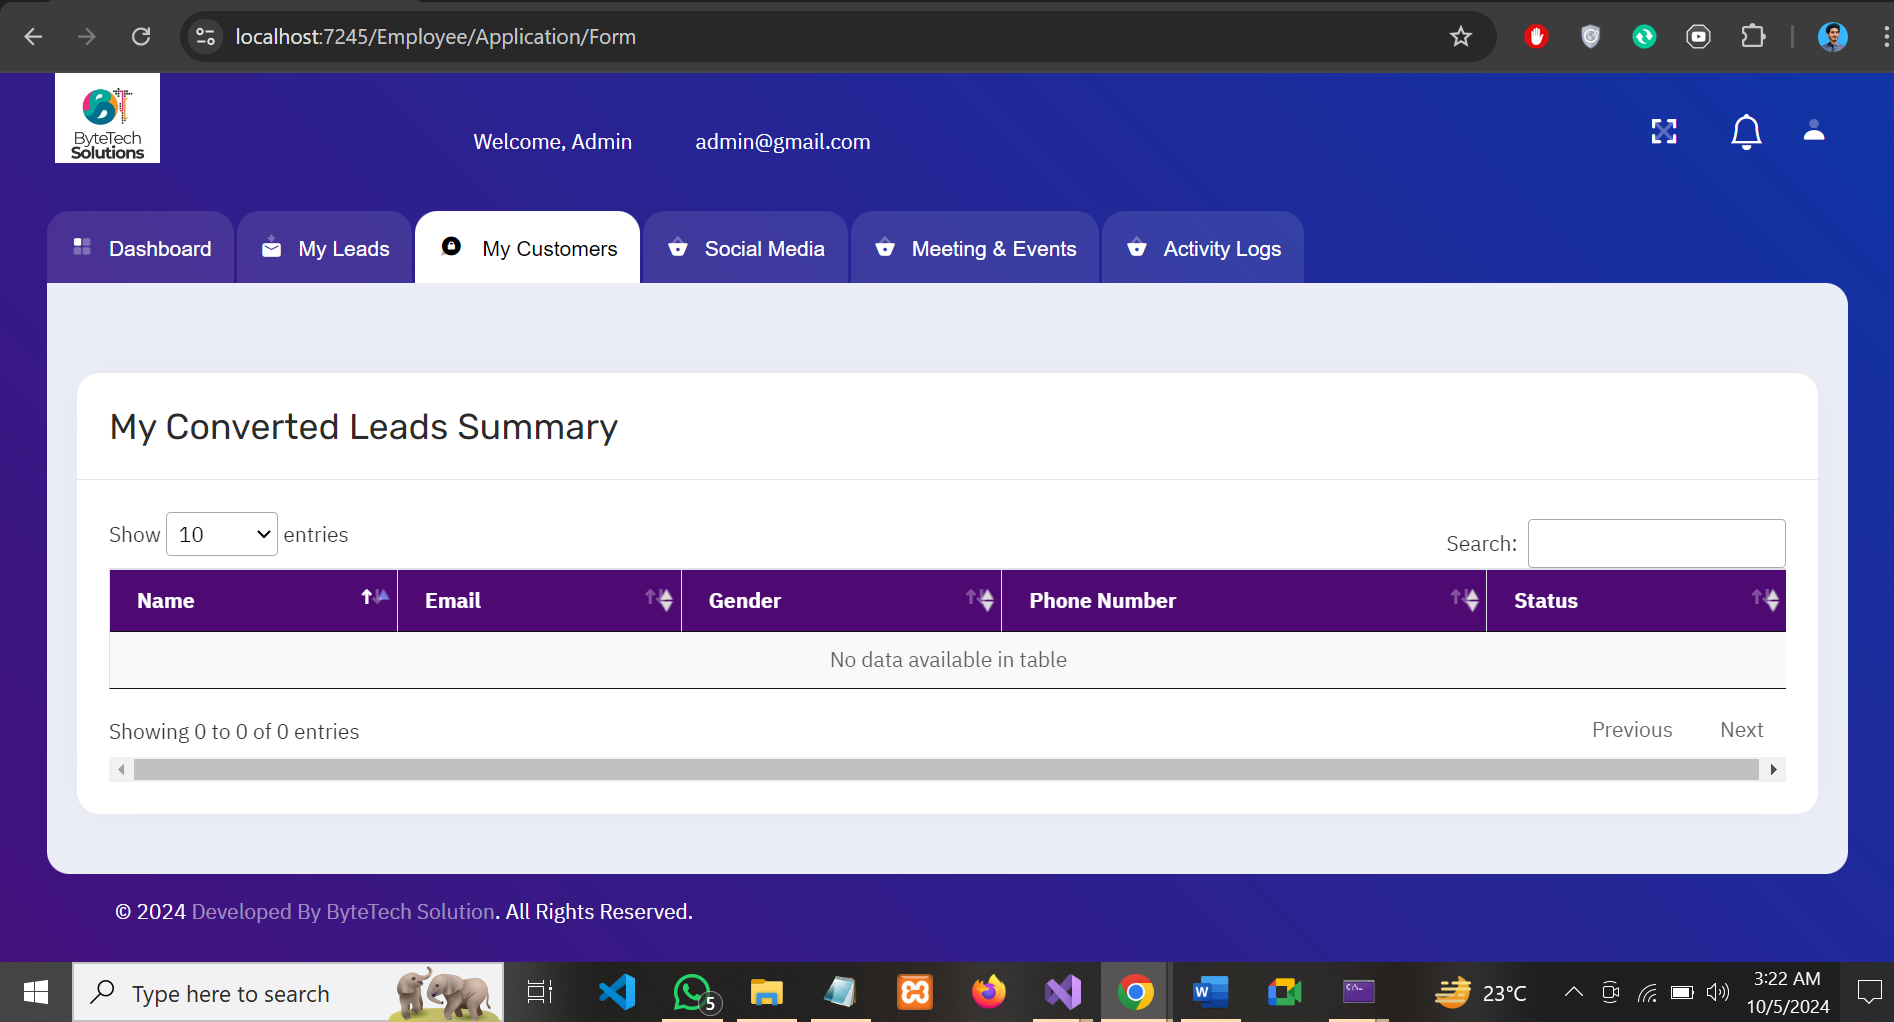 localhost:7245/Employee/Application/Form
ByteTech
Solutions
Welcome, Admin
admin@gmail.com
Dashboard
My Leads
My Customers
Social Media
Meeting & Events
Activity Logs
My Converted Leads Summary
Show 10 entries
Search:
Name Email Gender Phone Number Status
No data available in table
Showing 0 to 0 of 0 entries
Previous Next
© 2024 Developed By ByteTech Solution. All Rights Reserved.
Type here to search
5
W
C:\_
23°C
3:22 AM
10/5/2024